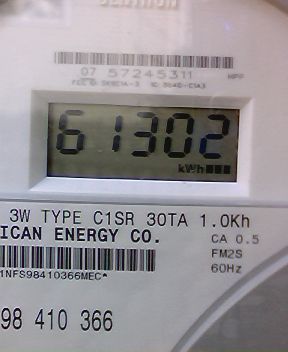 07 57245311
61302
kWh
3W TYPE C1SR 30TA 1.0Kh
ICAN ENERGY CO.
CA 0.5
FM2S
60Hz
1NFS98410366MEC*
98 410 366